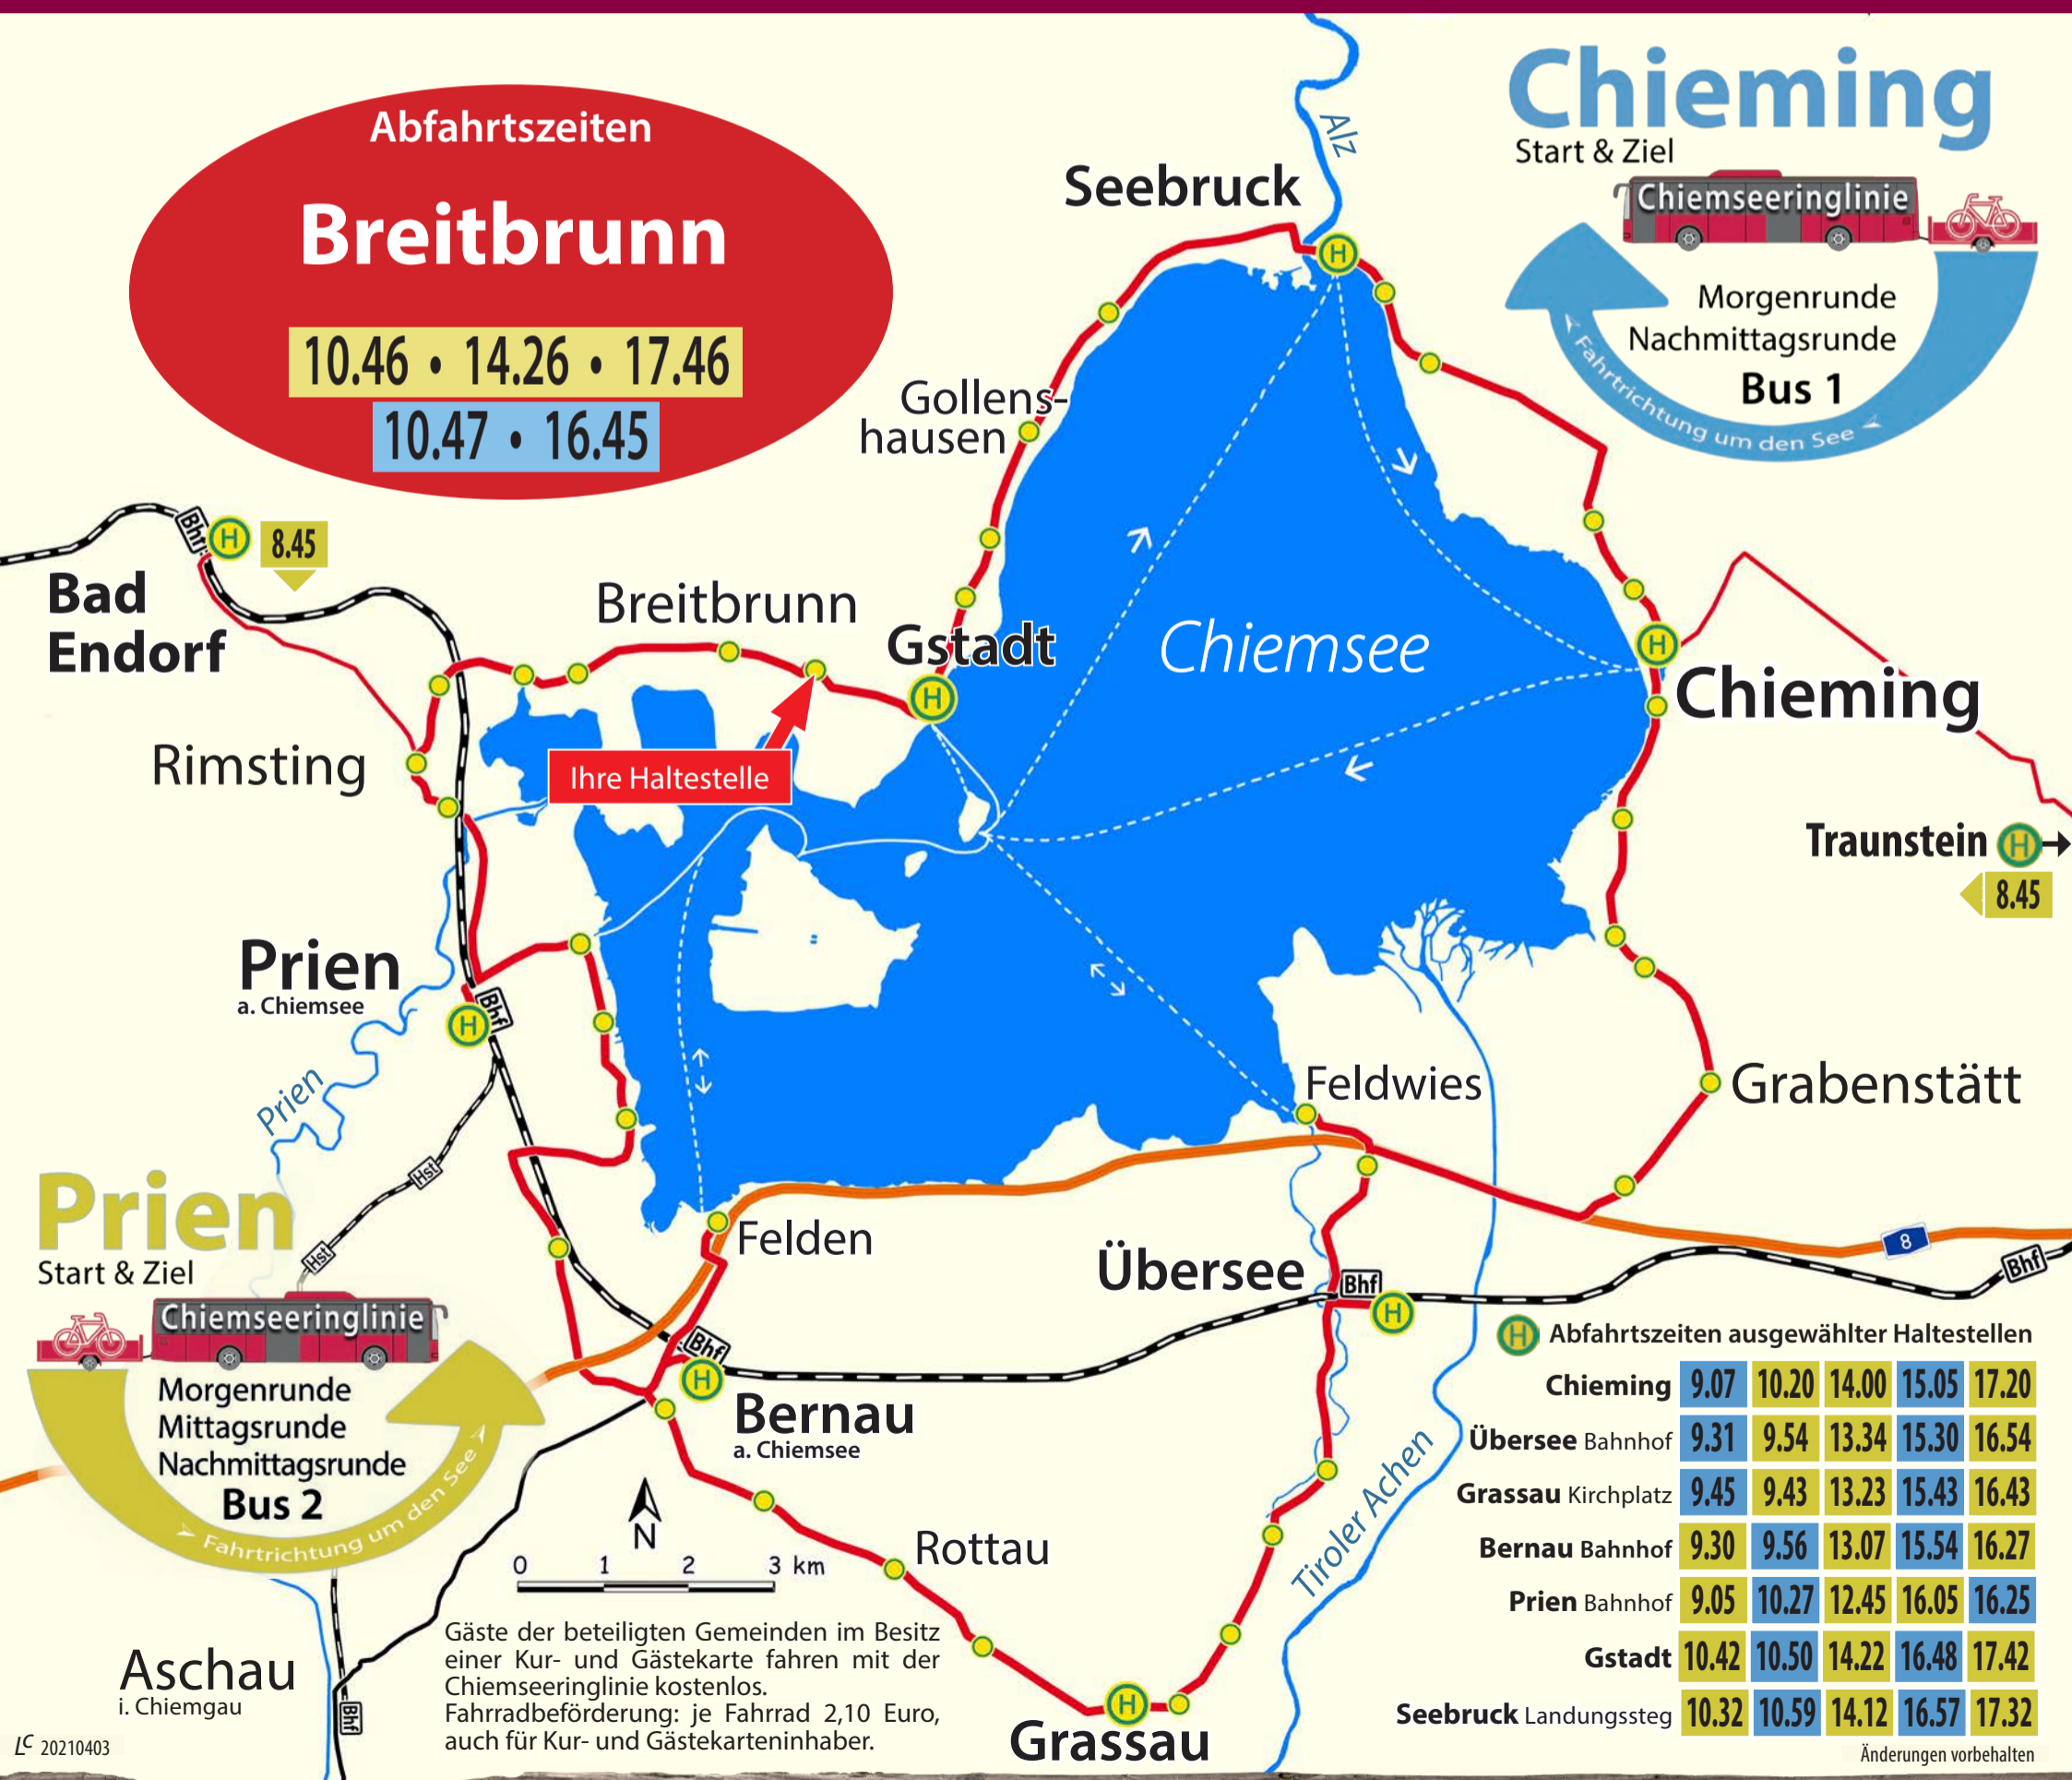 Abfahrtszeiten
Breitbrunn
10.46 • 14.26 • 17.46
10.47 • 16.45
Chieming
Start & Ziel
Chiemseeringlinie
Morgenrunde
Nachmittagsrunde
Bus 1
Fahrtrichtung um den See
Alz
Seebruck
H
Gollens-
hausen
Bhf
H
8.45
Bad
Endorf
Breitbrunn
Gstadt
H
Chiemsee
H
Chieming
Rimsting
Ihre Haltestelle
Traunstein H
8.45
Prien
a. Chiemsee
Bhf
H
Prien
Feldwies
Grabenstätt
Hst
Hst
Felden
Übersee
Bhf
H
8
Bhf
Prien
Start & Ziel
Chiemseeringlinie
Morgenrunde
Mittagsrunde
Nachmittagsrunde
Bus 2
Fahrtrichtung um den See
Bhf
H
Bernau
a. Chiemsee
N
0 1 2 3 km
Rottau
Tiroler Achen
H
Grassau
Aschau
i. Chiemgau
Bhf
Gäste der beteiligten Gemeinden im Besitz
einer Kur- und Gästekarte fahren mit der
Chiemseeringlinie kostenlos.
Fahrradbeförderung: je Fahrrad 2,10 Euro,
auch für Kur- und Gästekarteninhaber.
H Abfahrtszeiten ausgewählter Haltestellen
Chieming 9.07 10.20 14.00 15.05 17.20
Übersee Bahnhof 9.31 9.54 13.34 15.30 16.54
Grassau Kirchplatz 9.45 9.43 13.23 15.43 16.43
Bernau Bahnhof 9.30 9.56 13.07 15.54 16.27
Prien Bahnhof 9.05 10.27 12.45 16.05 16.25
Gstadt 10.42 10.50 14.22 16.48 17.42
Seebruck Landungssteg 10.32 10.59 14.12 16.57 17.32
Änderungen vorbehalten
LC 20210403